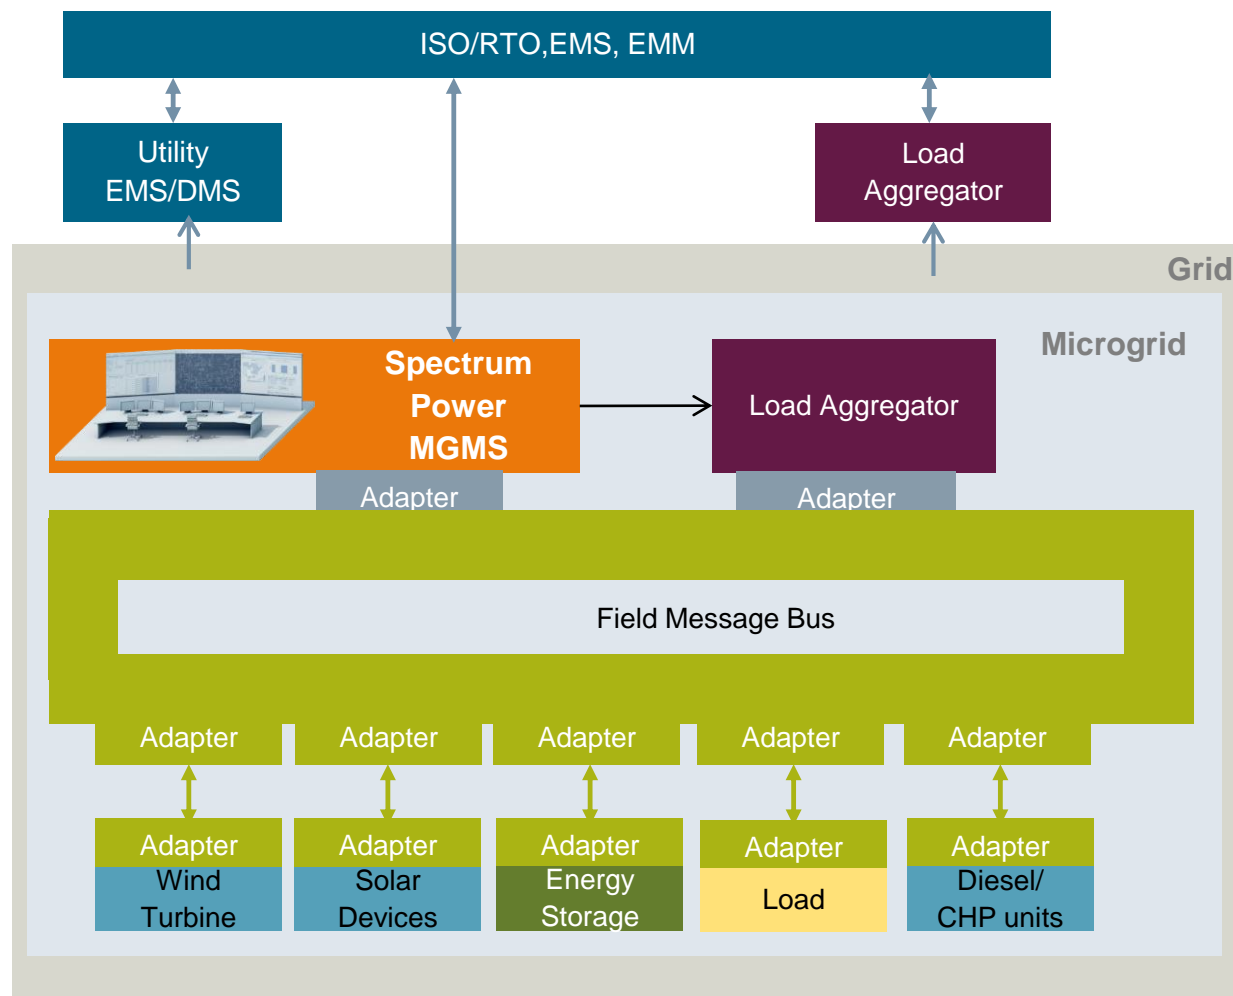 ISO/RTO,EMS, EMM
Utility
EMS/DMS
Load
Aggregator
Grid
Microgrid
Spectrum
Power
MGMS
Load Aggregator
Adapter
Adapter
Field Message Bus
Adapter
Adapter
Adapter
Adapter
Adapter
Adapter
Adapter
Adapter
Adapter
Adapter
Wind
Turbine
Solar
Devices
Energy
Storage
Load
Diesel/
CHP units